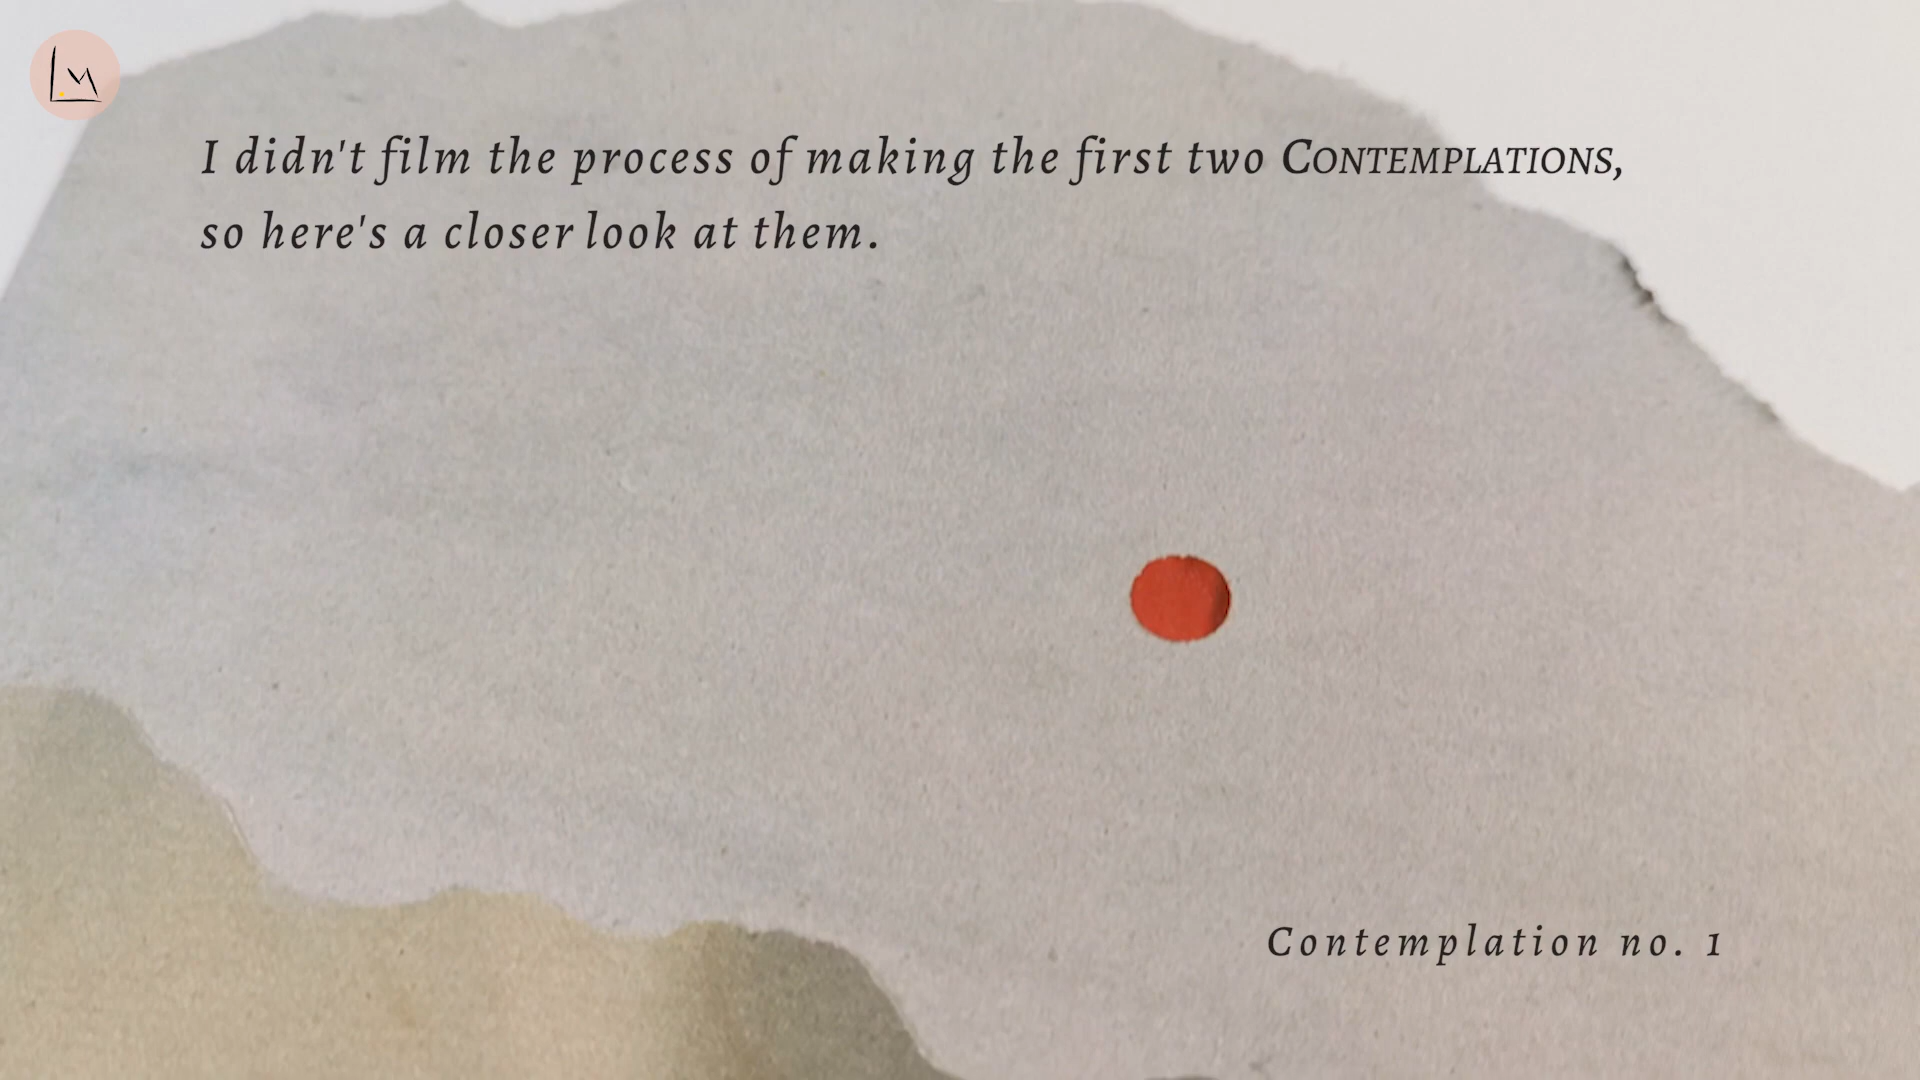 I didn't film the process of making the first two CONTEMPLATIONS,
so here's a closer look at them.
Contemplation no. 1